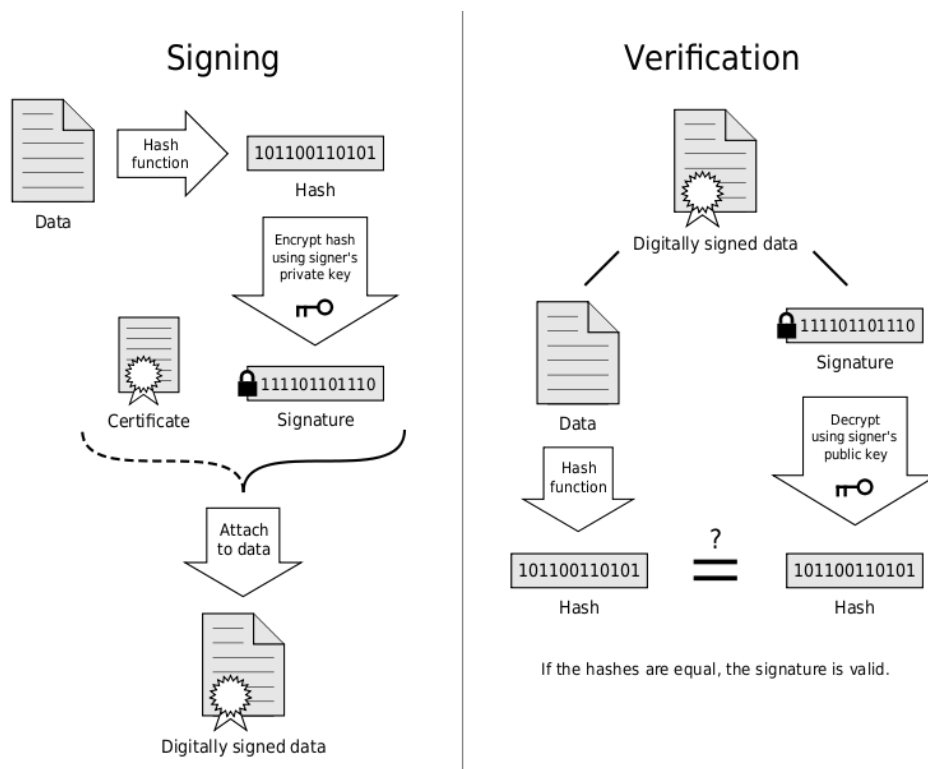 Signing
Hash
function
101100110101
Hash
Data
Encrypt hash
using signer's
private key
111101101110
Certificate
Signature
Attach
to data
Digitally signed data
Verification
Digitally signed data
111101101110
Signature
Data
Decrypt
using signer's
public key
Hash
function
?
101100110101
=
101100110101
Hash
Hash
If the hashes are equal, the signature is valid.